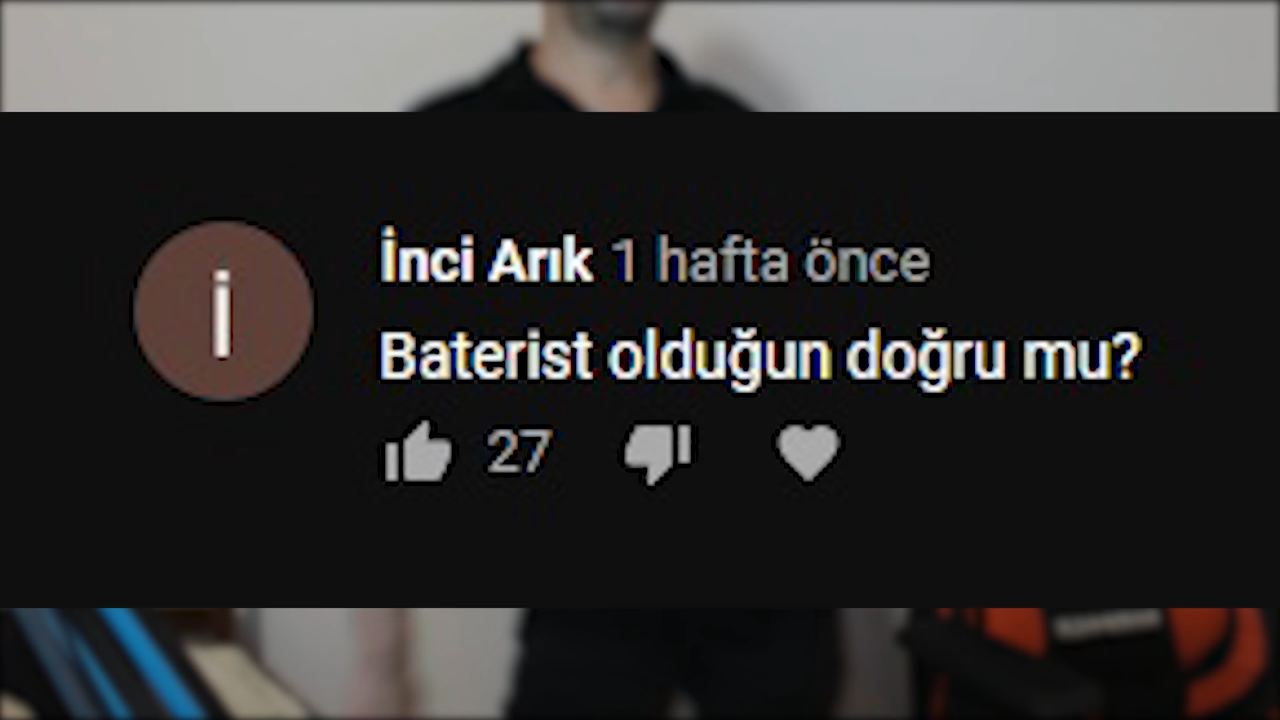 İ
İnci Arık 1 hafta önce
Baterist olduğun doğru mu?
27